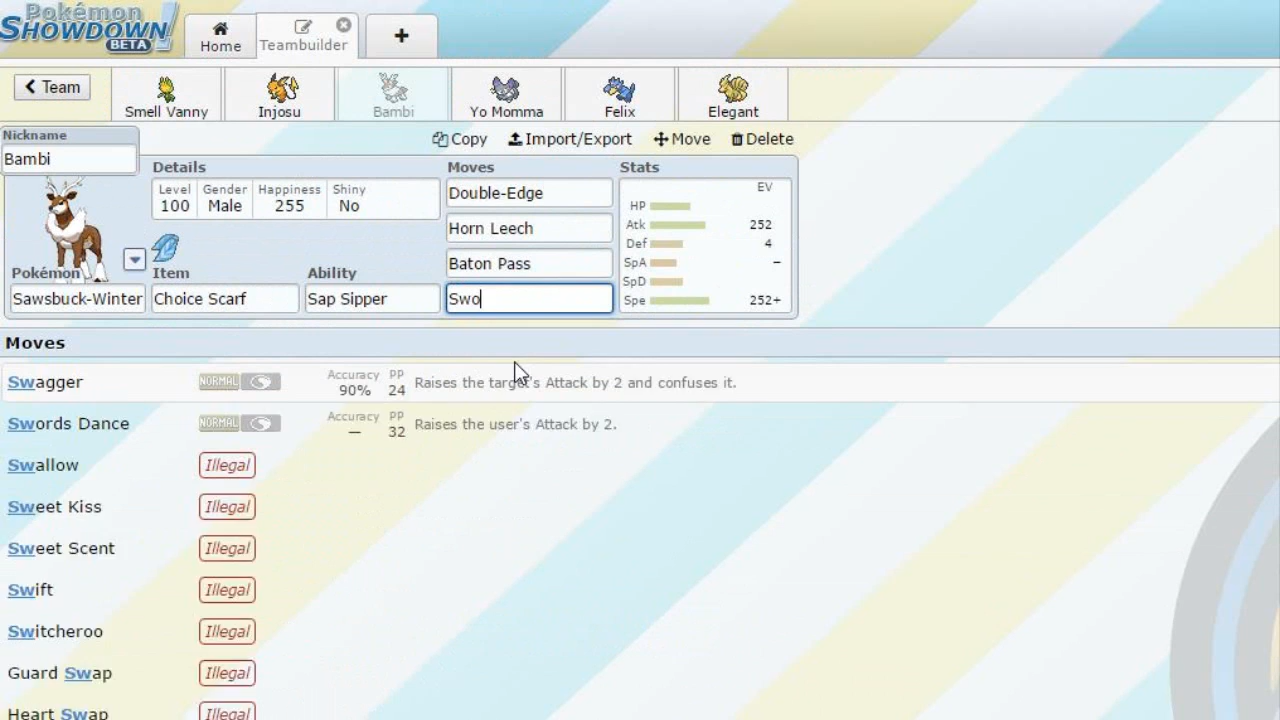 Pokémon
SHOWDOWN!
BETA
Home
Teambuilder
Team
Smell Vanny
Injosu
Bambi
Yo Momma
Felix
Elegant
Nickname
Bambi
Copy
Import/Export
Move
Delete
Details
Moves
Stats
Level
Gender
Happiness
Shiny
100
Male
255
No
Pokémon
Item
Ability
Sawsbuck-Winter
Choice Scarf
Sap Sipper
Double-Edge
Horn Leech
Baton Pass
Swo
EV
HP
Atk 252
Def 4
SpA –
SpD
Spe 252+
Moves
Swagger NORMAL Accuracy 90% PP 24 Raises the target's Attack by 2 and confuses it.
Swords Dance NORMAL Accuracy — PP 32 Raises the user's Attack by 2.
Swallow Illegal
Sweet Kiss Illegal
Sweet Scent Illegal
Swift Illegal
Switcheroo Illegal
Guard Swap Illegal
Heart Swap Illegal